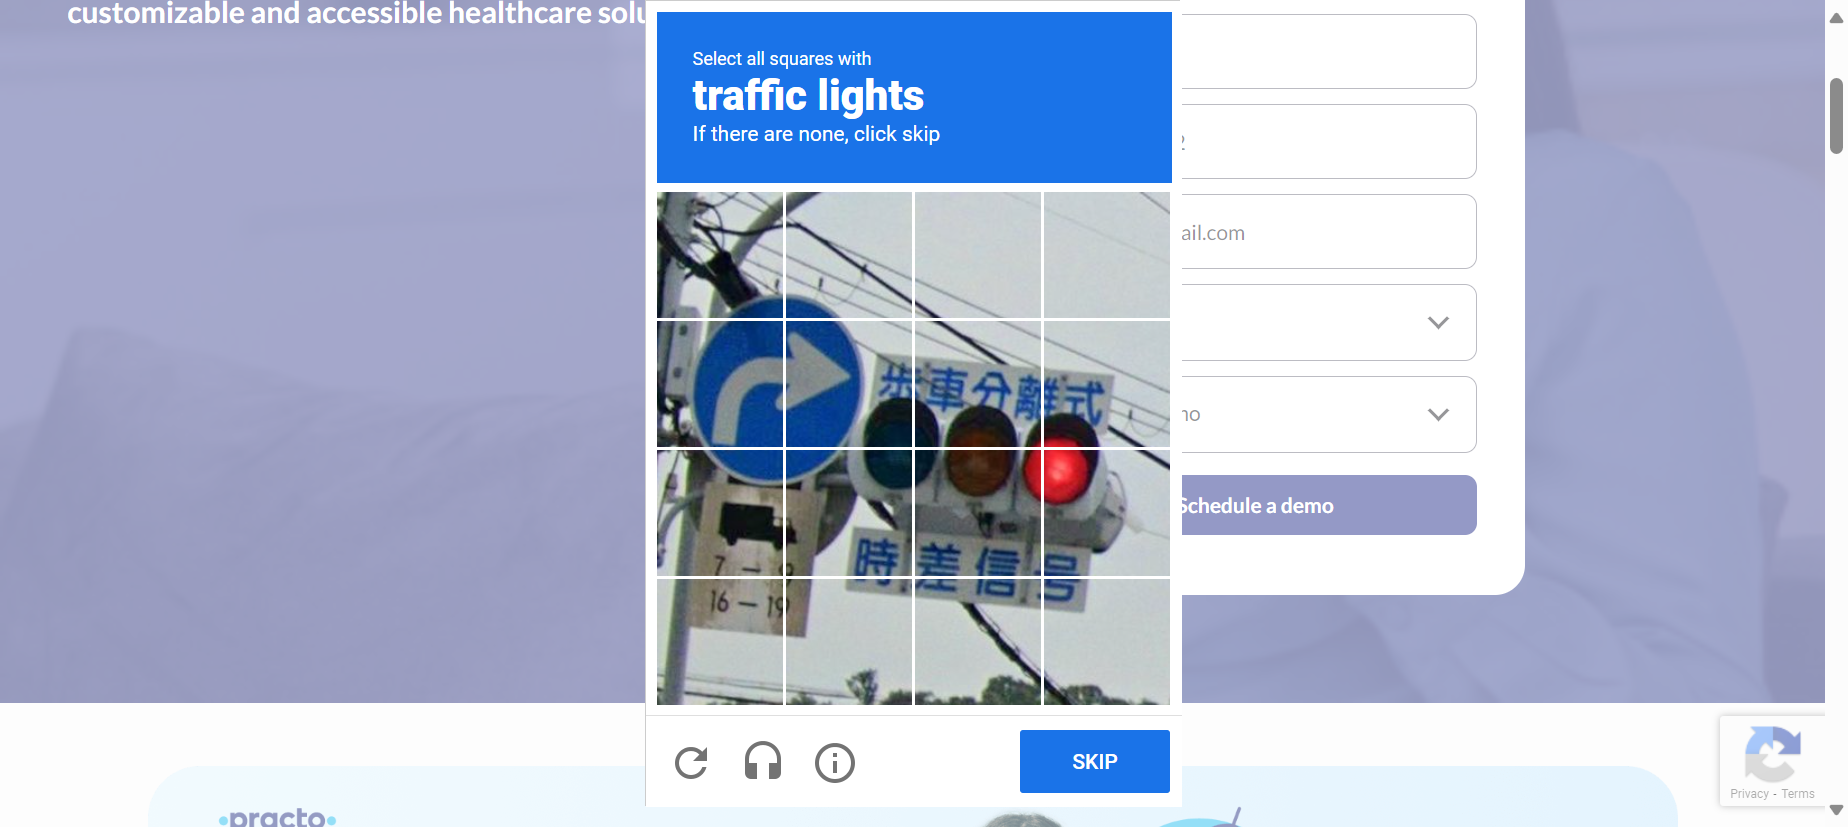 customizable and accessible healthcare solu
Select all squares with
traffic lights
If there are none, click skip
歩車分離式
時差信号
7 - 9
16 - 19
SKIP
2
ail.com
no
Schedule a demo
Privacy - Terms
practo